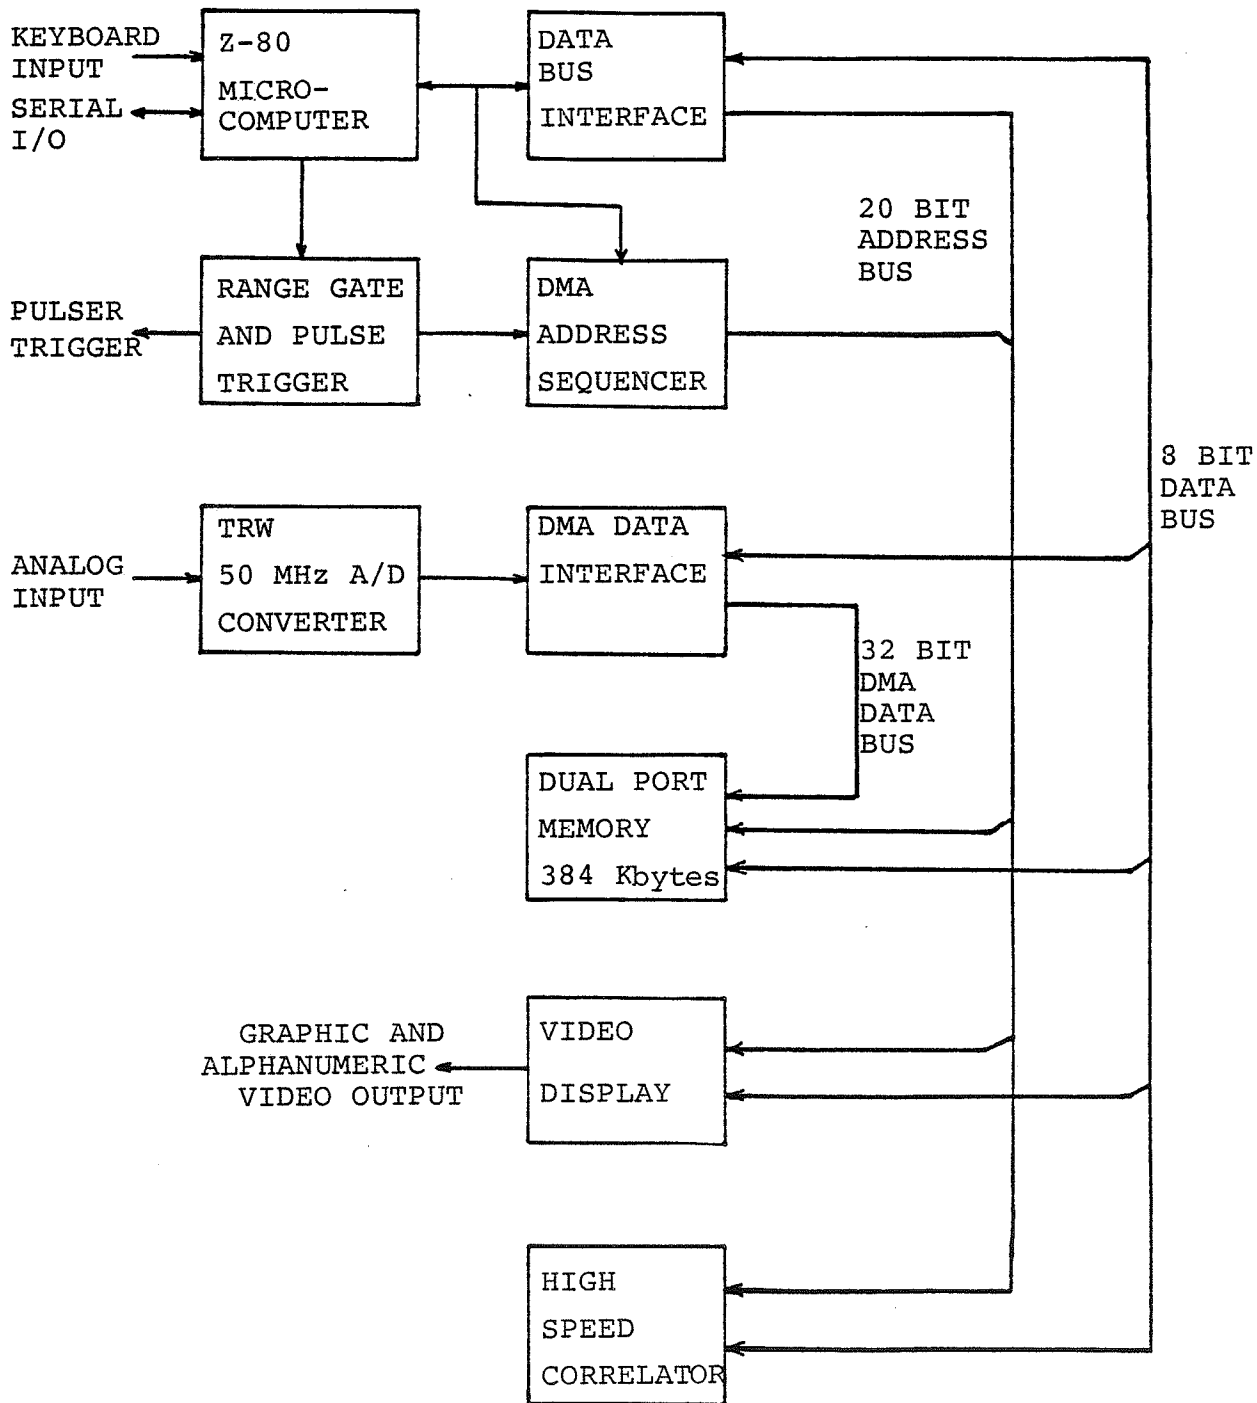 KEYBOARD
INPUT
SERIAL
I/O
Z-80
MICRO-
COMPUTER
DATA
BUS
INTERFACE
20 BIT
ADDRESS
BUS
PULSER
TRIGGER
RANGE GATE
AND PULSE
TRIGGER
DMA
ADDRESS
SEQUENCER
8 BIT
DATA
BUS
ANALOG
INPUT
TRW
50 MHz A/D
CONVERTER
DMA DATA
INTERFACE
32 BIT
DMA
DATA
BUS
DUAL PORT
MEMORY
384 Kbytes
GRAPHIC AND
ALPHANUMERIC
VIDEO OUTPUT
VIDEO
DISPLAY
HIGH
SPEED
CORRELATOR